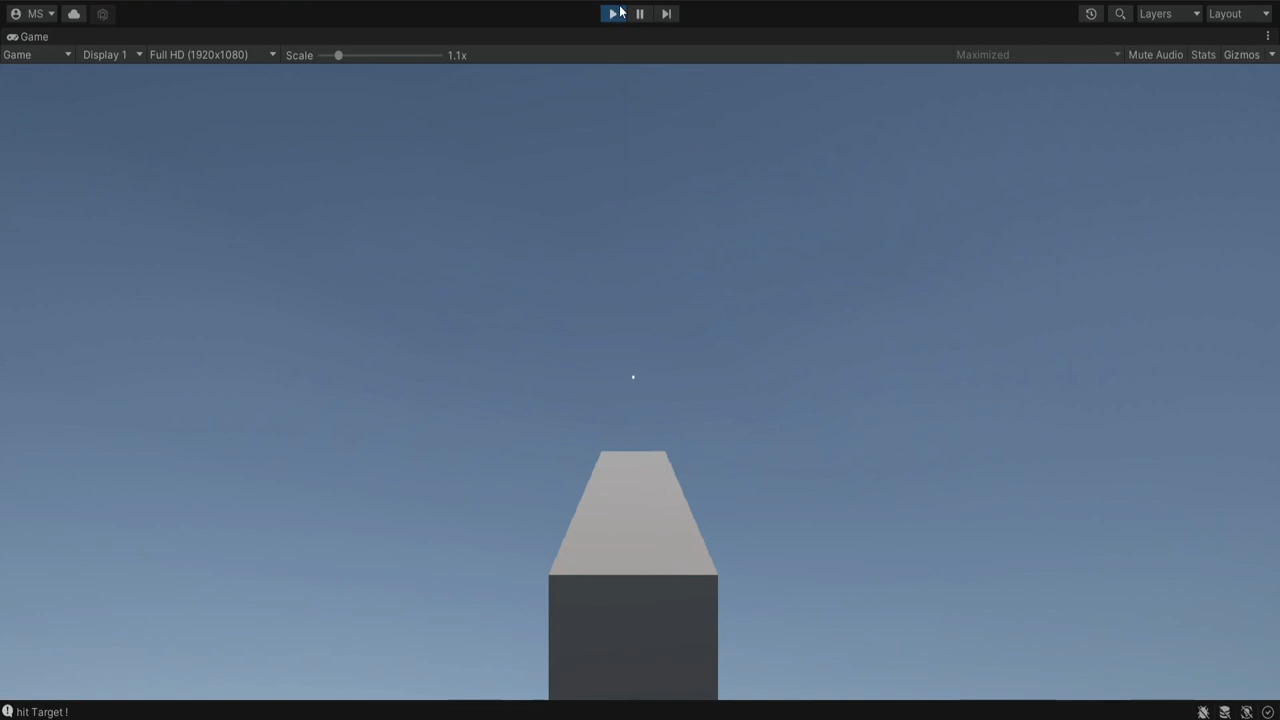 MS Layers Layout
Game
Game Display 1 Full HD (1920x1080) Scale 1.1x Maximized Mute Audio Stats Gizmos
hit Target !